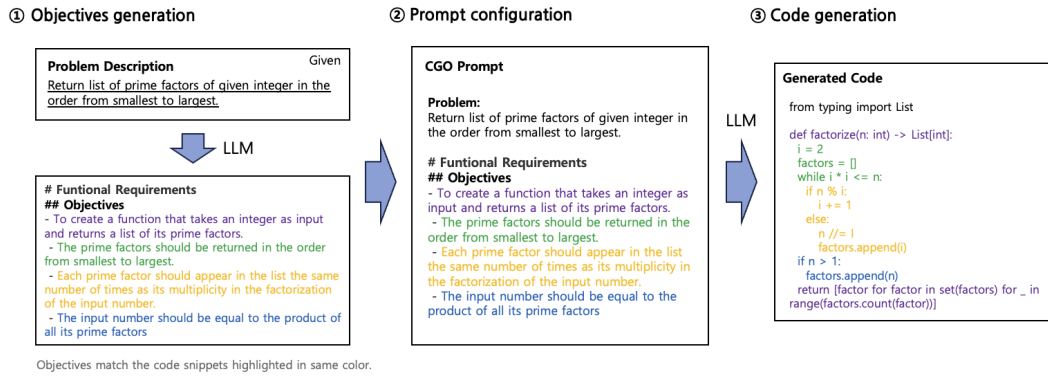 ① Objectives generation
Problem Description
Given
Return list of prime factors of given integer in the
order from smallest to largest.
LLM
# Funtional Requirements
## Objectives
- To create a function that takes an integer as input
and returns a list of its prime factors.
- The prime factors should be returned in the order
from smallest to largest.
- Each prime factor should appear in the list the same
number of times as its multiplicity in the factorization
of the input number.
- The input number should be equal to the product of
all its prime factors
Objectives match the code snippets highlighted in same color.
② Prompt configuration
CGO Prompt
Problem:
Return list of prime factors of given integer in
the order from smallest to largest.
# Funtional Requirements
## Objectives
- To create a function that takes an integer as
input and returns a list of its prime factors.
- The prime factors should be returned in the
order from smallest to largest.
- Each prime factor should appear in the list
the same number of times as its multiplicity in
the factorization of the input number.
- The input number should be equal to the
product of all its prime factors
LLM
③ Code generation
Generated Code
from typing import List
def factorize(n: int) -> List[int]:
i = 2
factors = []
while i * i <= n:
if n % i:
i += 1
else:
n //= I
factors.append(i)
if n > 1:
factors.append(n)
return [factor for factor in set(factors) for _ in
range(factors.count(factor))]